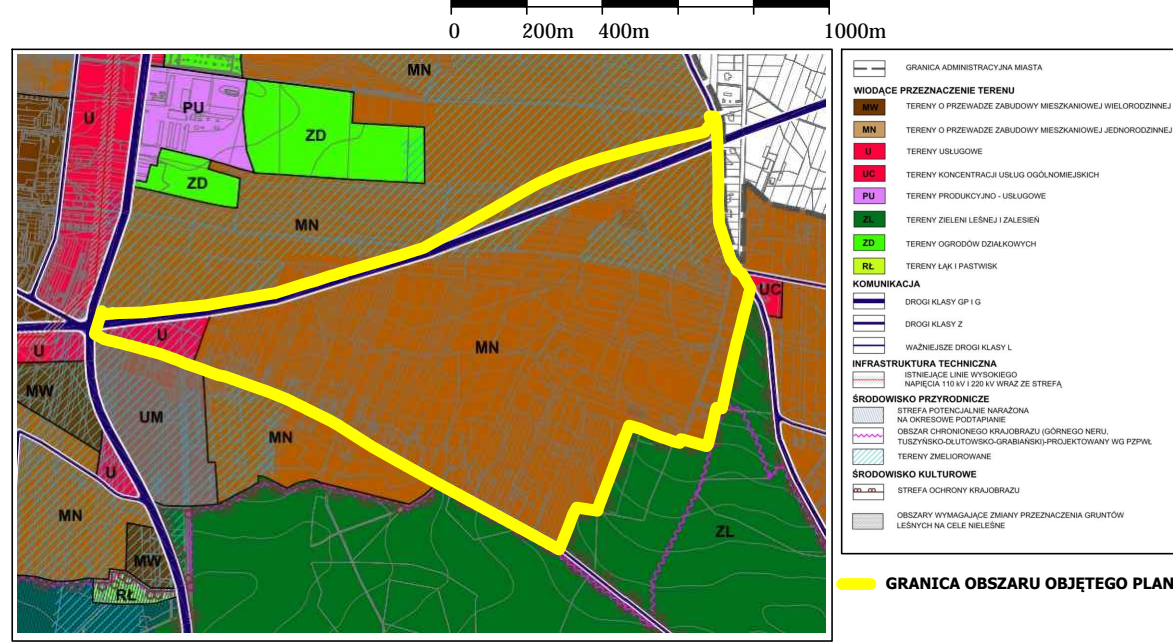 0 200m 400m 1000m
MN
U
PU
ZD
ZD
MN
UC
U
U
MN
MW
UM
MN
U
MN
ZL
MW
RŁ
GRANICA ADMINISTRACYJNA MIASTA
WIODĄCE PRZEZNACZENIE TERENU
MW TERENY O PRZEWADZE ZABUDOWY MIESZKANIOWEJ WIELORODZINNEJ
MN TERENY O PRZEWADZE ZABUDOWY MIESZKANIOWEJ JEDNORODZINNEJ
U TERENY USŁUGOWE
UC TERENY KONCENTRACJI USŁUG OGÓLNOMIEJSKICH
PU TERENY PRODUKCYJNO - USŁUGOWE
ZL TERENY ZIELENI LEŚNEJ I ZALESIEŃ
ZD TERENY OGRODÓW DZIAŁKOWYCH
RŁ TERENY ŁĄK I PASTWISK
KOMUNIKACJA
DROGI KLASY GP I G
DROGI KLASY Z
WAŻNIEJSZE DROGI KLASY L
INFRASTRUKTURA TECHNICZNA
ISTNIEJĄCE LINIE WYSOKIEGO
NAPIĘCIA 110 kV I 220 kV WRAZ ZE STREFĄ
ŚRODOWISKO PRZYRODNICZE
STREFA POTENCJALNIE NARAŻONA
NA OKRESOWE PODTAPIANIE
OBSZAR CHRONIONEGO KRAJOBRAZU (GÓRNEGO NERU,
TUSZYŃSKO-DŁUTOWSKO-GRABIAŃSKI)-PROJEKTOWANY WG PZPWŁ
TERENY ZMELIOROWANE
ŚRODOWISKO KULTUROWE
STREFA OCHRONY KRAJOBRAZU
OBSZARY WYMAGAJĄCE ZMIANY PRZEZNACZENIA GRUNTÓW
LEŚNYCH NA CELE NIELEŚNE
GRANICA OBSZARU OBJĘTEGO PLAN